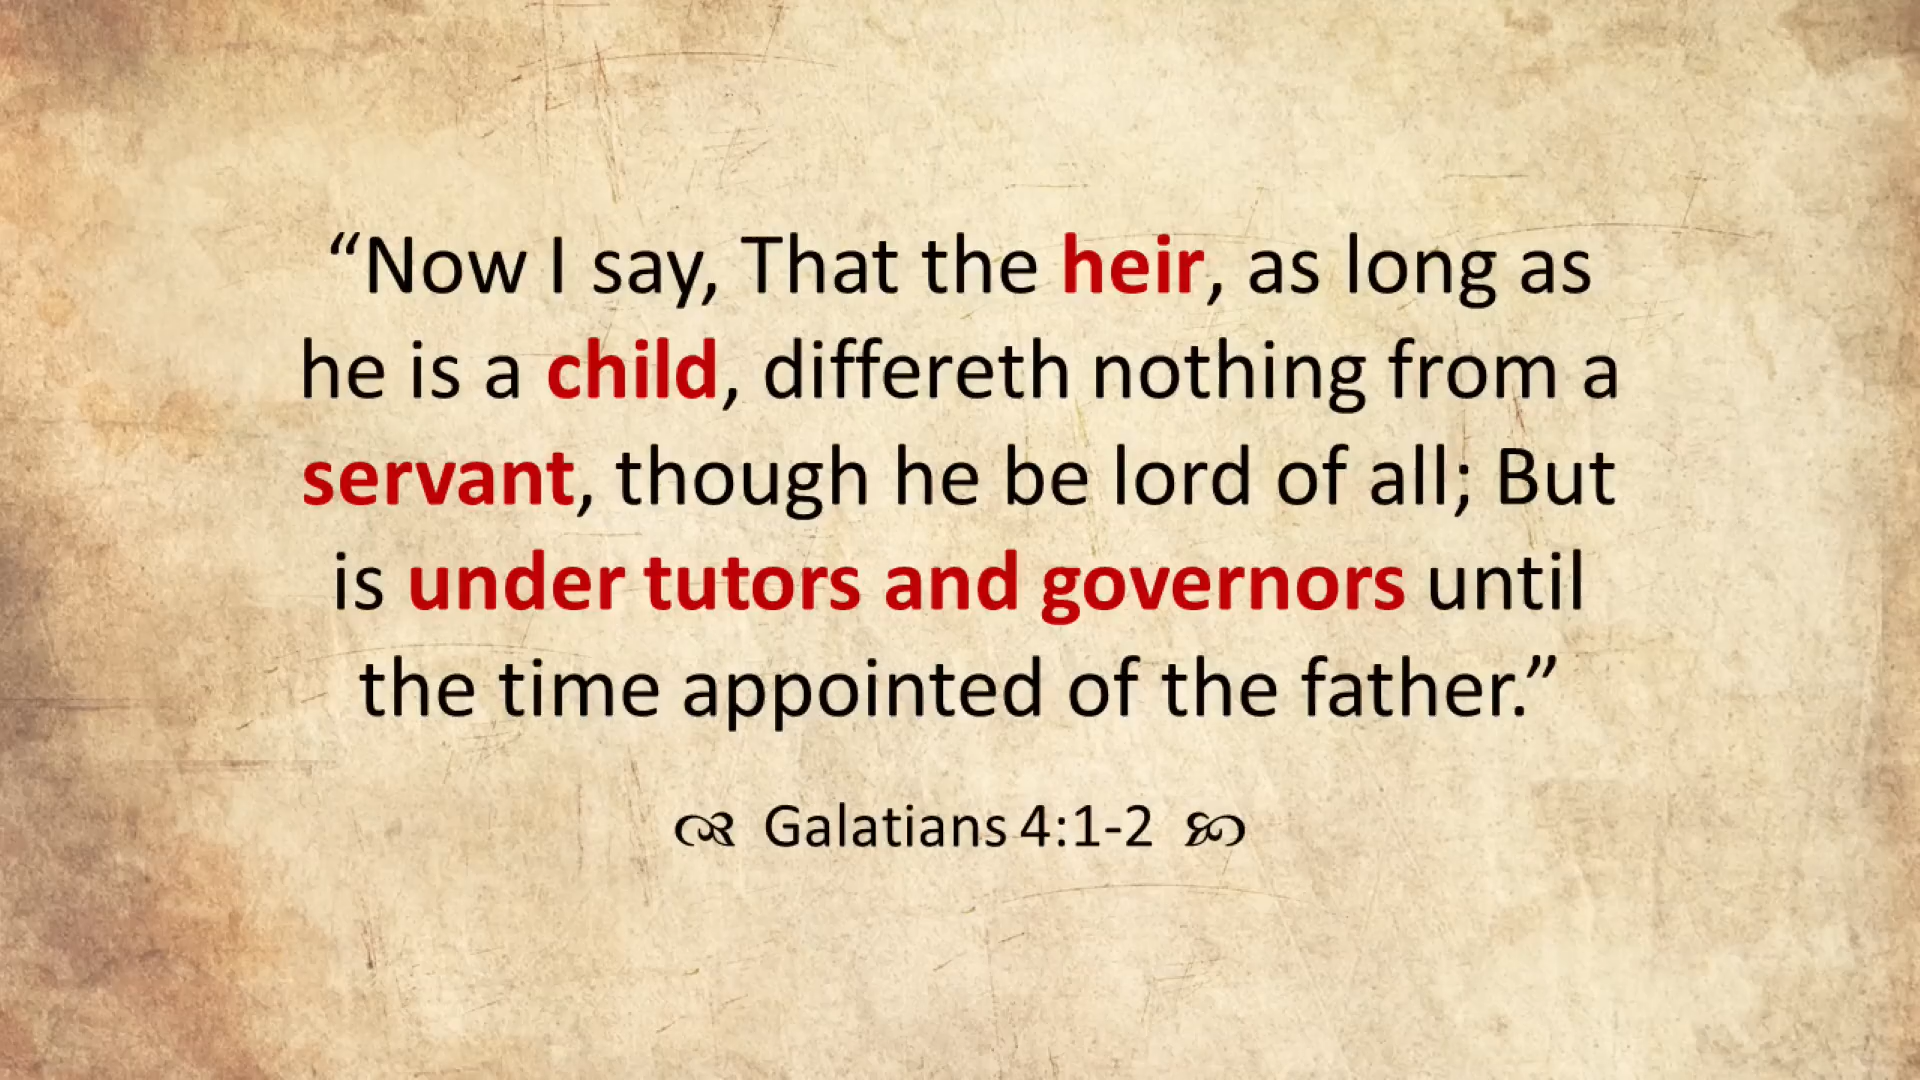 “Now I say, That the heir, as long as
he is a child, differeth nothing from a
servant, though he be lord of all; But
is under tutors and governors until
the time appointed of the father.”
Galatians 4:1-2